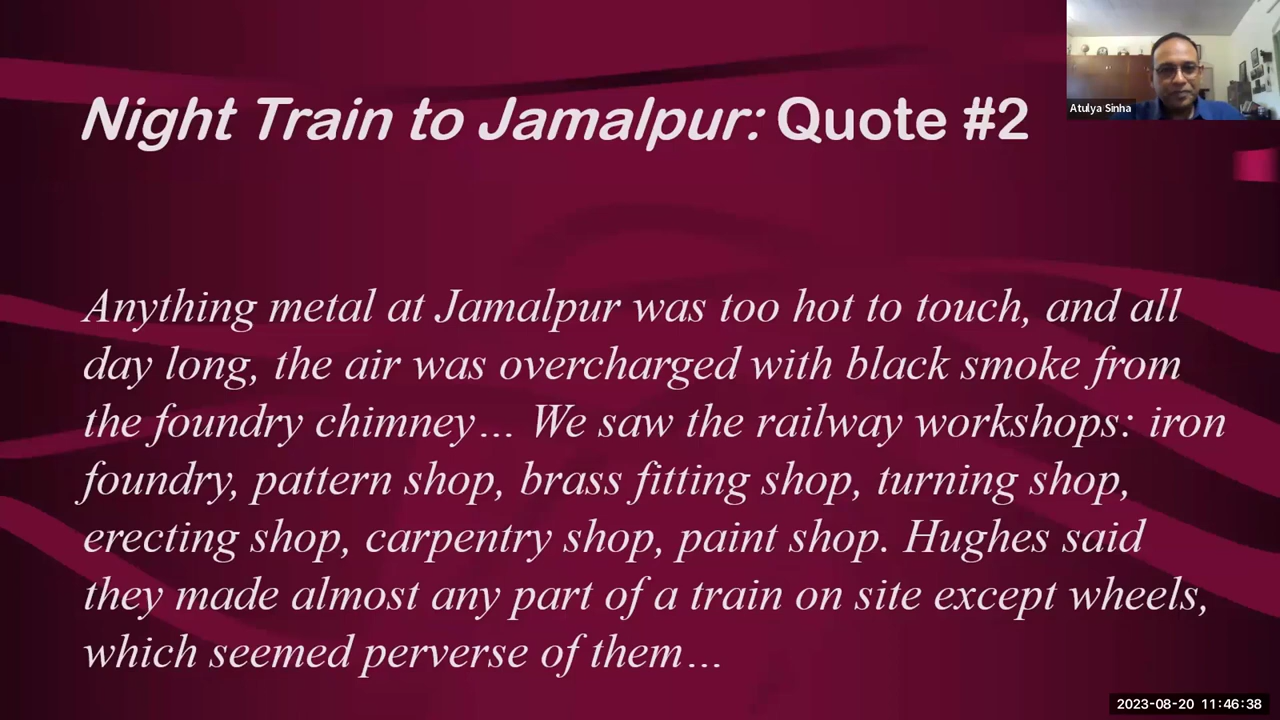 Atulya Sinha
Night Train to Jamalpur: Quote #2
Anything metal at Jamalpur was too hot to touch, and all
day long, the air was overcharged with black smoke from
the foundry chimney… We saw the railway workshops: iron
foundry, pattern shop, brass fitting shop, turning shop,
erecting shop, carpentry shop, paint shop. Hughes said
they made almost any part of a train on site except wheels,
which seemed perverse of them…
2023-08-20 11:46:38